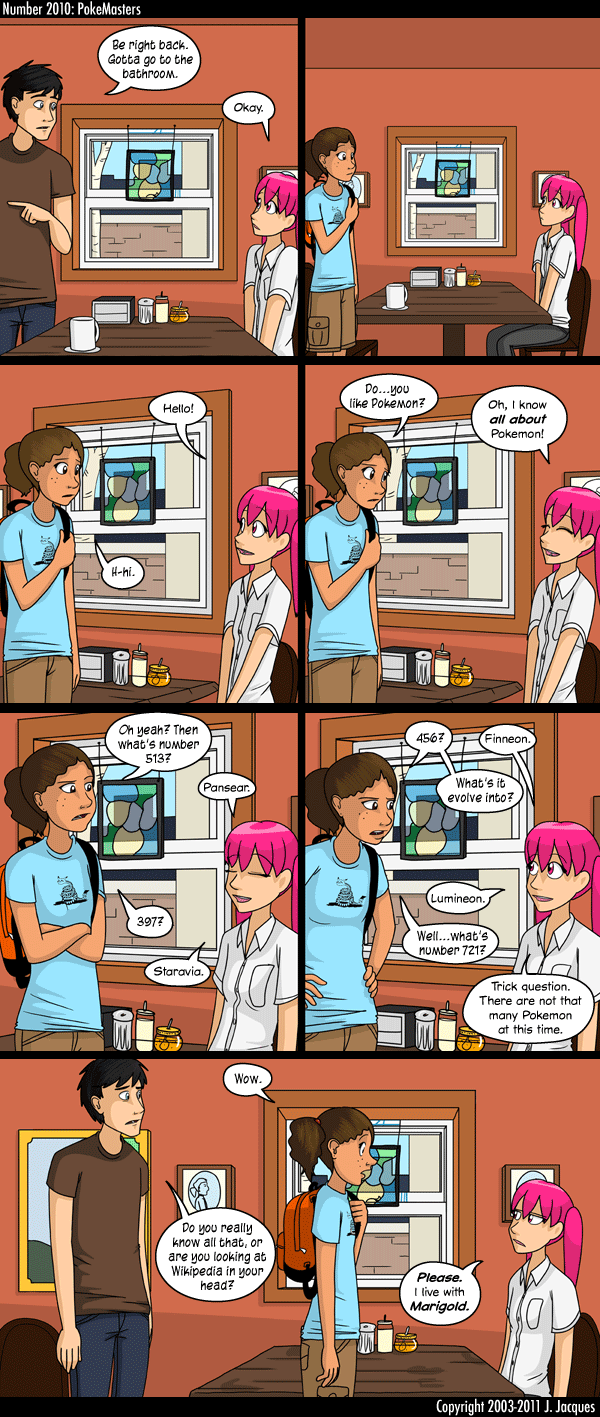 Number 2010: PokeMasters
Be right back.
Gotta go to the
bathroom.
Okay.
Hello!
H-hi.
Do...you
like Pokemon?
Oh, I know
all about
Pokemon!
Oh yeah? Then
what's number
513?
Pansear.
397?
Staravia.
456?
Finneon.
What's it
evolve into?
Lumineon.
Well...what's
number 721?
Trick question.
There are not that
many Pokemon
at this time.
Wow.
Do you really
know all that, or
are you looking at
Wikipedia in your
head?
Please.
I live with
Marigold.
Copyright 2003-2011 J. Jacques